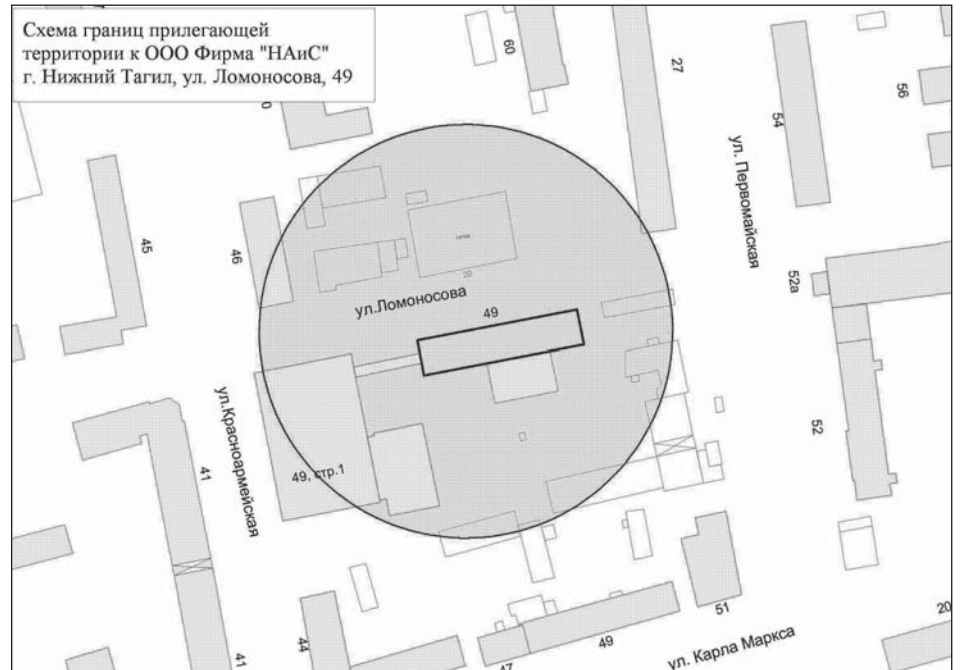 Схема границ прилегающей
территории к ООО Фирма "НАиС"
г. Нижний Тагил, ул. Ломоносова, 49
60
27
54
56
ул. Первомайская
45
46
20
52а
ул.Ломоносова
49
ул.Красноармейская
41
49, стр.1
52
44
41
47
49
51
ул. Карла Маркса
20